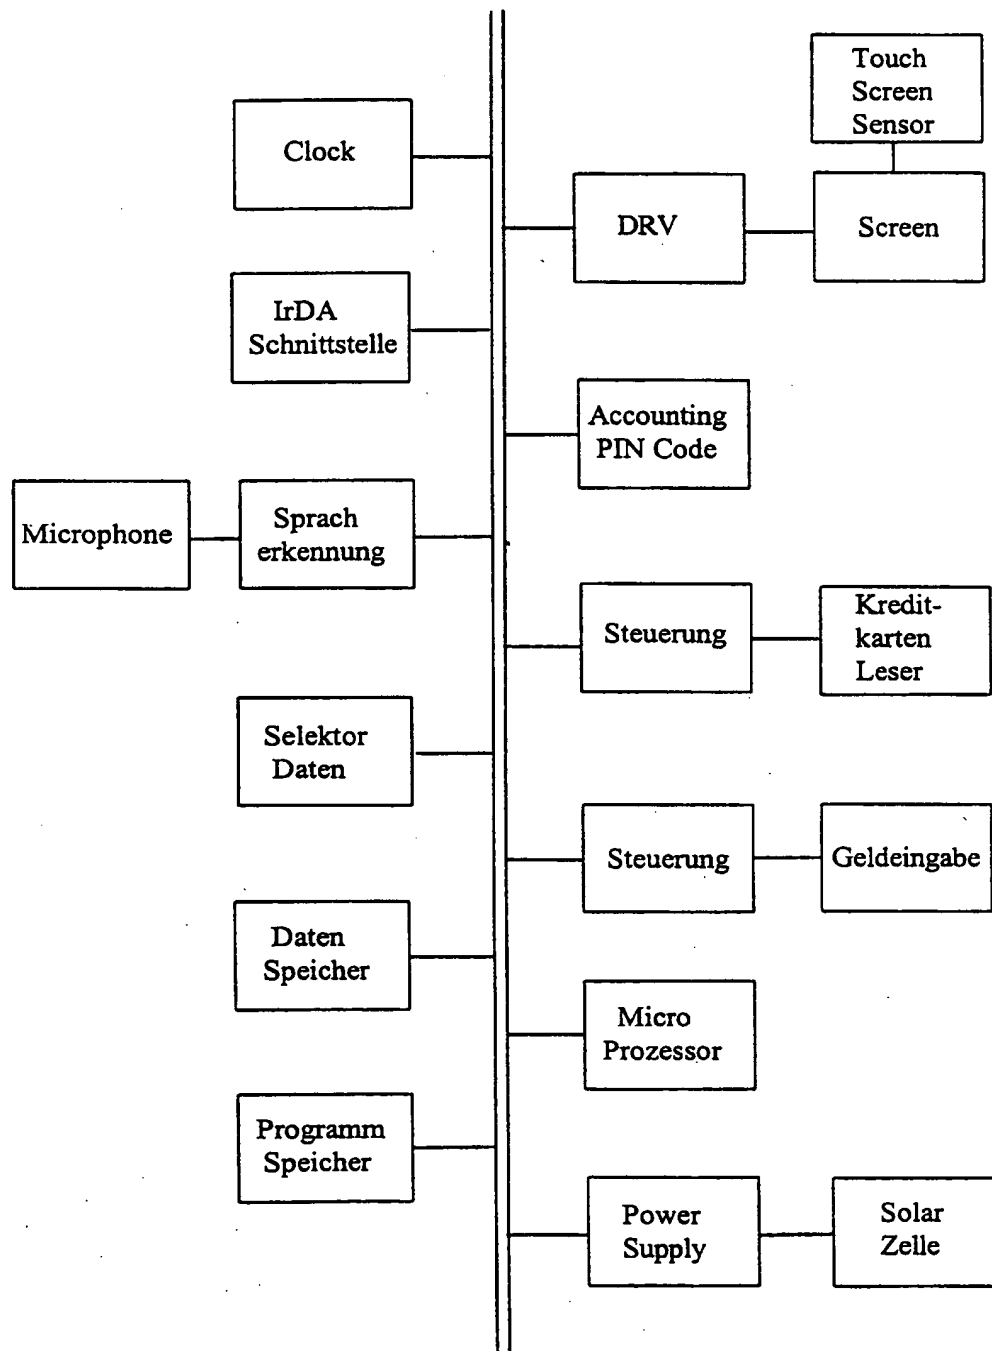 Touch
Screen
Sensor
Clock
DRV
Screen
IrDA
Schnittstelle
Accounting
PIN Code
Microphone
Sprach
erkennung
Steuerung
Kredit-
karten
Leser
Selektor
Daten
Steuerung
Geldeingabe
Daten
Speicher
Micro
Prozessor
Programm
Speicher
Power
Supply
Solar
Zelle